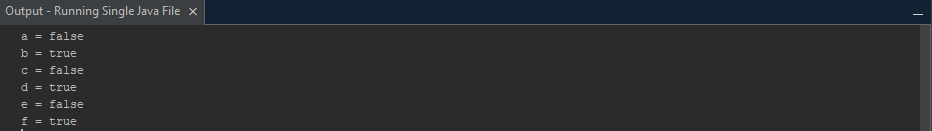 Output - Running Single Java File
a = false
b = true
c = false
d = true
e = false
f = true